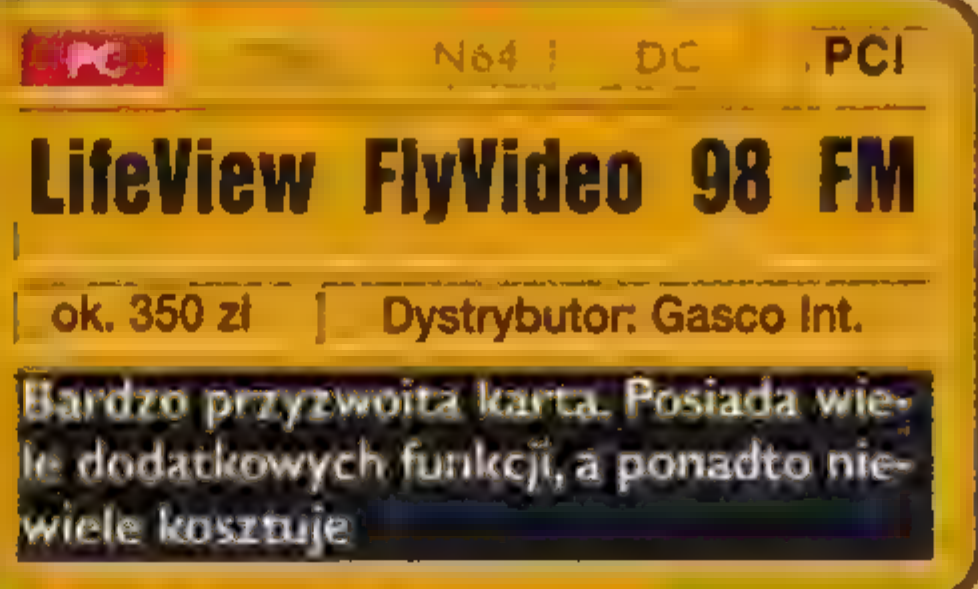 PC N64 DC PCI
LifeView FlyVideo 98 FM
ok. 350 zł Dystrybutor: Gasco Int.
Bardzo przyzwoita karta. Posiada wie-
le dodatkowych funkcji, a ponadto nie-
wiele kosztuje